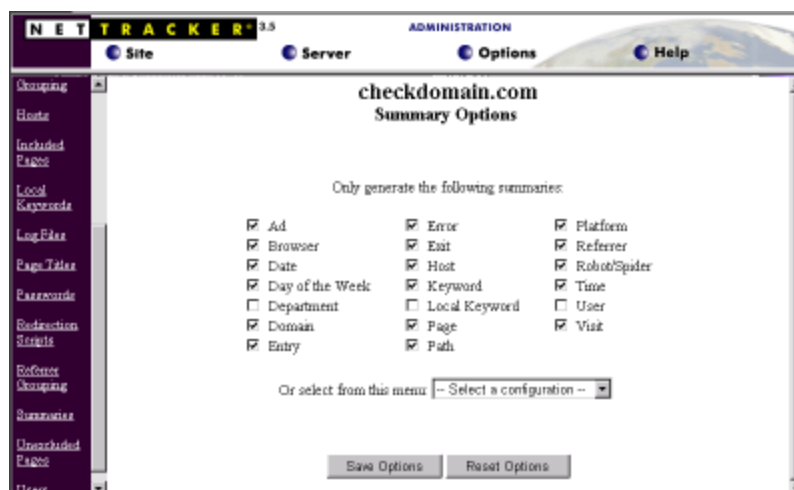 NET TRACKER® 3.5
ADMINISTRATION
Site
Server
Options
Help
Grouping
Hosts
Included
Pages
Local
Keywords
Log Files
Page Titles
Passwords
Redirection
Scripts
Referrer
Grouping
Summaries
Unexcluded
Pages
Users
checkdomain.com
Summary Options
Only generate the following summaries:
Ad Error Platform
Browser Exit Referrer
Date Host Robot/Spider
Day of the Week Keyword Time
Department Local Keyword User
Domain Page Visit
Entry Path
Or select from this menu: -- Select a configuration --
Save Options Reset Options